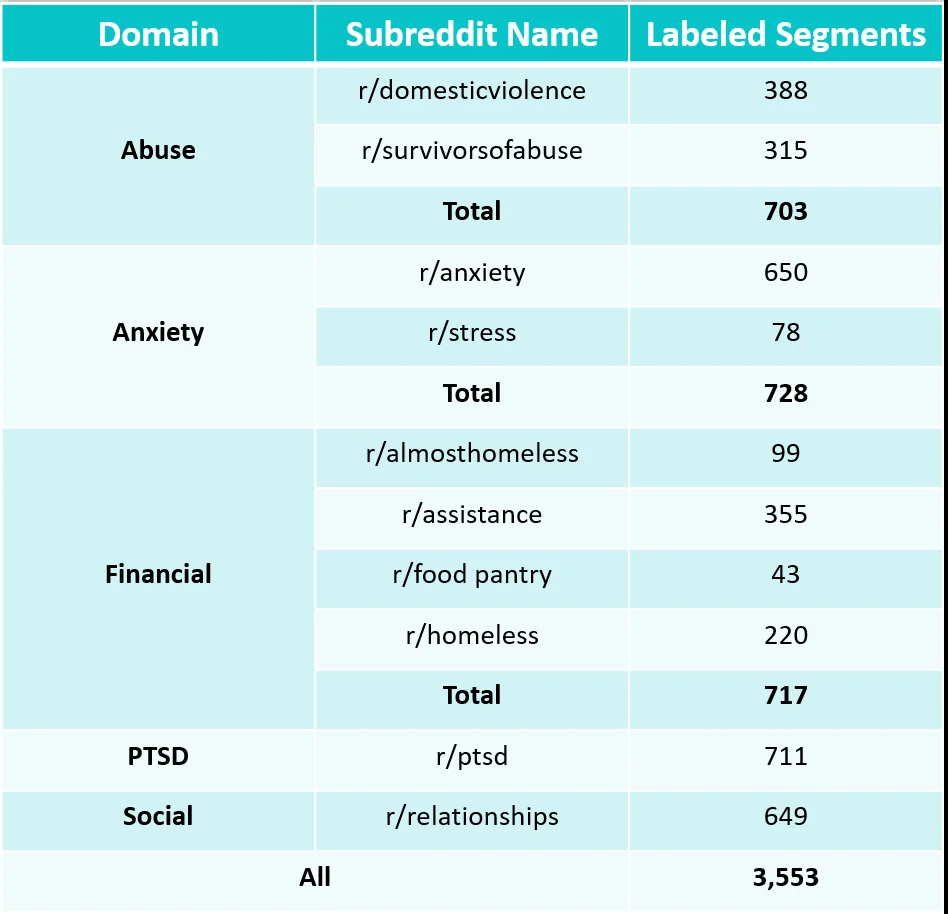 Domain Subreddit Name Labeled Segments
r/domesticviolence 388
Abuse r/survivorsofabuse 315
Total 703
r/anxiety 650
Anxiety r/stress 78
Total 728
r/almosthomeless 99
r/assistance 355
Financial r/food pantry 43
r/homeless 220
Total 717
PTSD r/ptsd 711
Social r/relationships 649
All 3,553